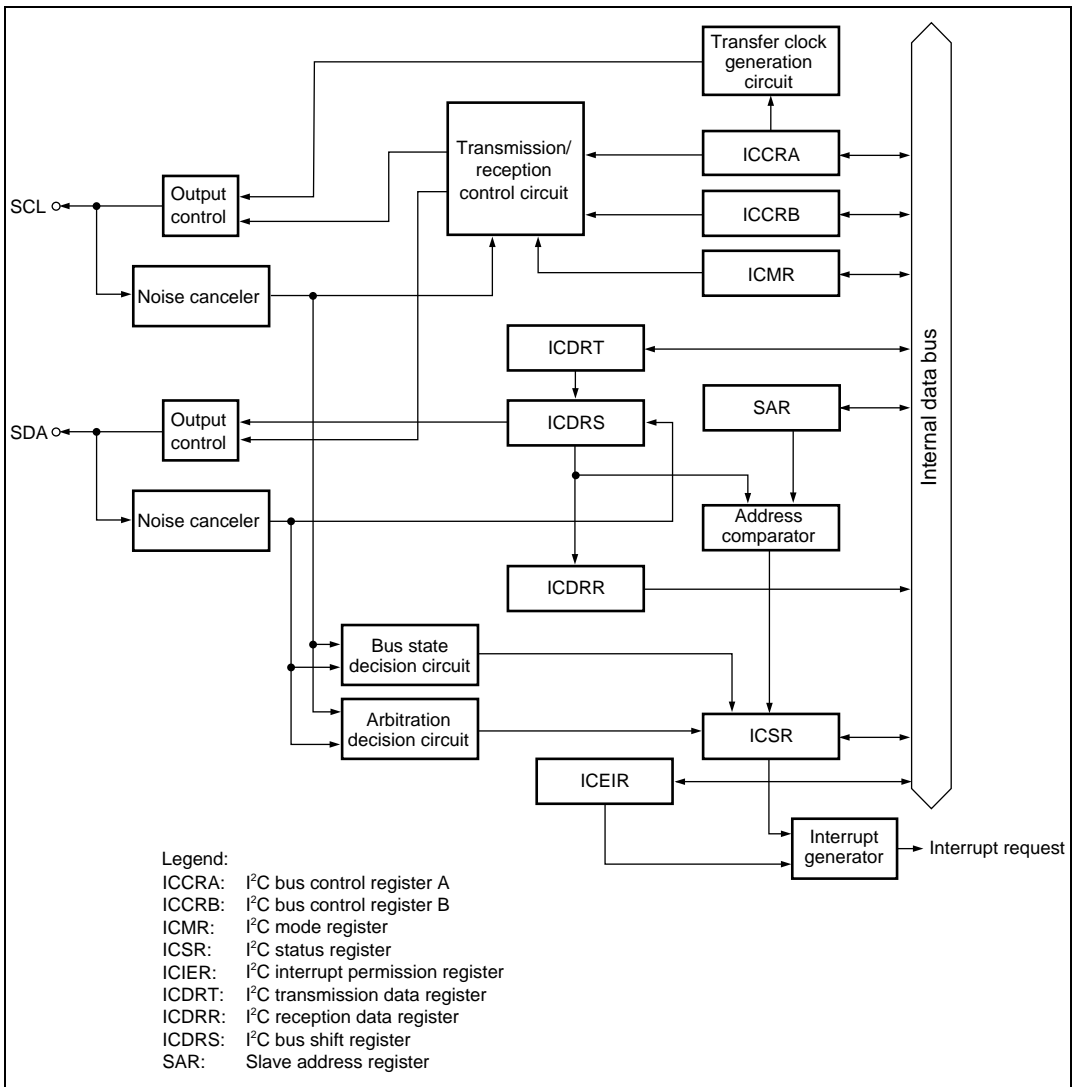 Transfer clock
generation
circuit
Transmission/
reception
control circuit
ICCRA
Output
control
SCL
ICCRB
Noise canceler
ICMR
Internal data bus
ICDRT
Output
control
SDA
ICDRS
SAR
Noise canceler
Address
comparator
ICDRR
Bus state
decision circuit
Arbitration
decision circuit
ICSR
ICEIR
Interrupt
generator
Interrupt request
Legend:
ICCRA: I²C bus control register A
ICCRB: I²C bus control register B
ICMR: I²C mode register
ICSR: I²C status register
ICIER: I²C interrupt permission register
ICDRT: I²C transmission data register
ICDRR: I²C reception data register
ICDRS: I²C bus shift register
SAR: Slave address register